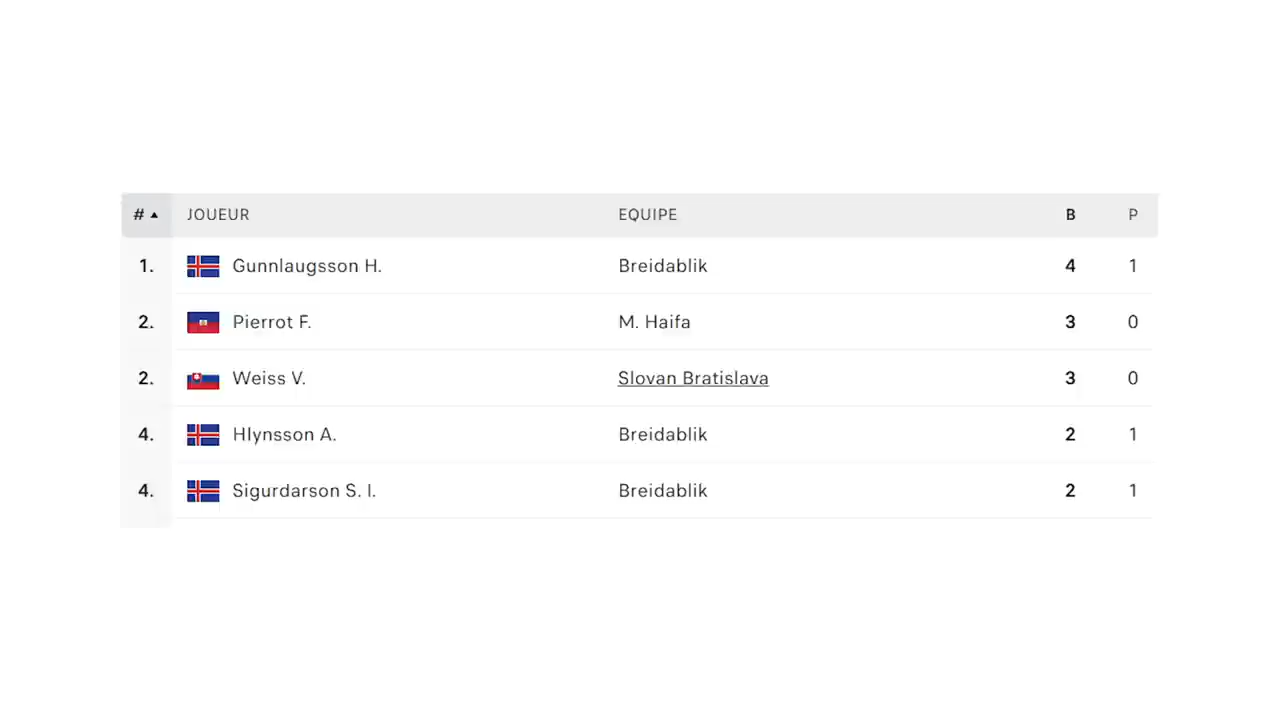 # ▲ JOUEUR EQUIPE B P
1. Gunnlaugsson H. Breidablik 4 1
2. Pierrot F. M. Haifa 3 0
2. Weiss V. Slovan Bratislava 3 0
4. Hlynsson A. Breidablik 2 1
4. Sigurdarson S. I. Breidablik 2 1